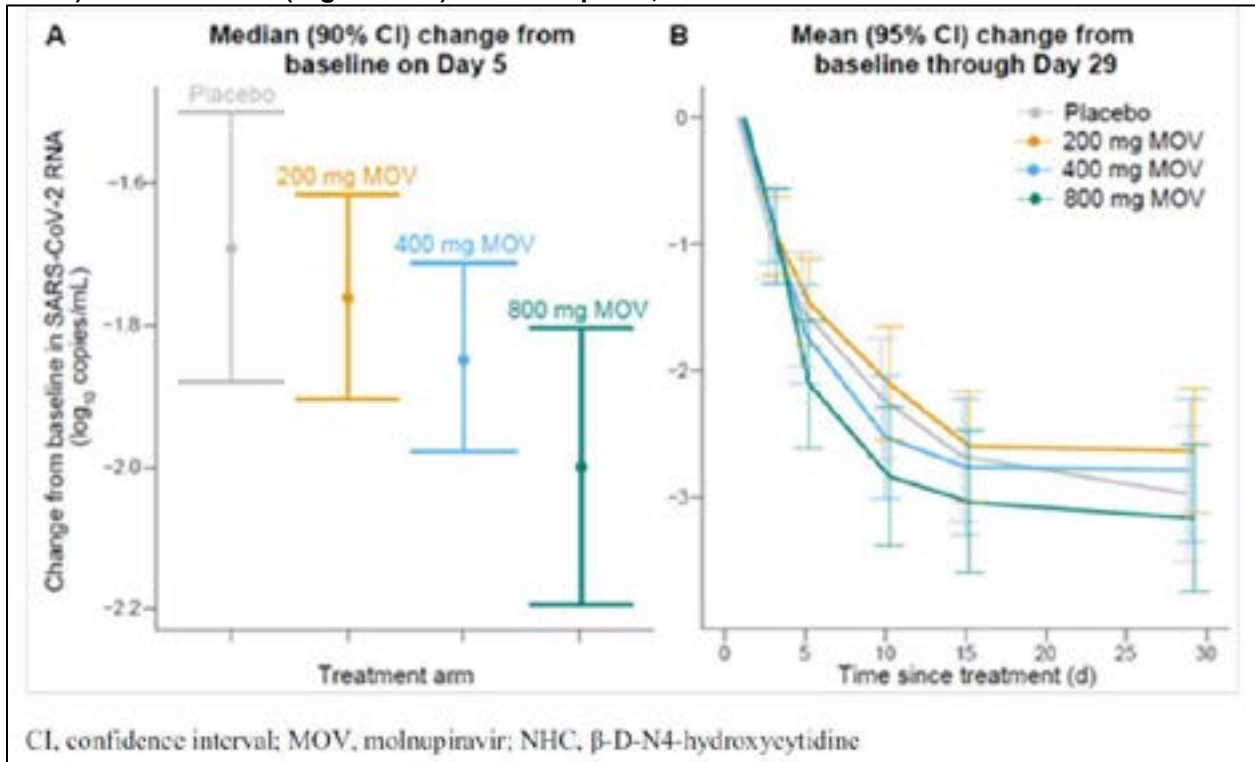 A
Median (90% CI) change from
baseline on Day 5
Change from baseline in SARS-CoV-2 RNA
(log10 copies/mL)
−1.6
−1.8
−2.0
−2.2
Placebo
200 mg MOV
400 mg MOV
800 mg MOV
Treatment arm
B
Mean (95% CI) change from
baseline through Day 29
0
−1
−2
−3
Placebo
200 mg MOV
400 mg MOV
800 mg MOV
0 5 10 15 20 25 30
Time since treatment (d)
CI, confidence interval; MOV, molnupiravir; NHC, β-D-N4-hydroxycytidine